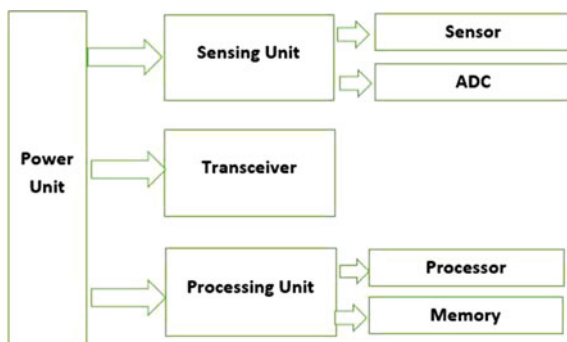 Power
Unit
Sensing Unit
Sensor
ADC
Transceiver
Processing Unit
Processor
Memory